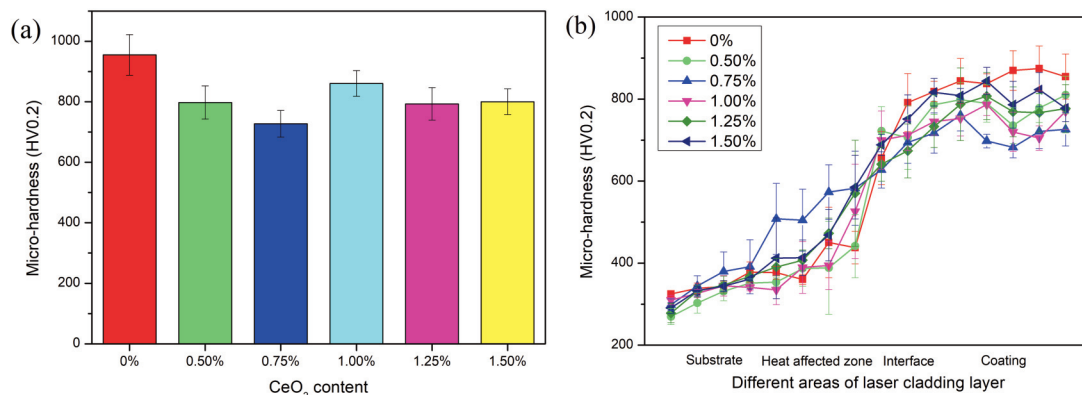 (a)
1000
800
600
400
200
0
Micro-hardness (HV0.2)
0%
0.50%
0.75%
1.00%
1.25%
1.50%
CeO2 content
(b)
1000
800
600
400
200
Micro-hardness (HV0.2)
0%
0.50%
0.75%
1.00%
1.25%
1.50%
Substrate
Heat affected zone
Interface
Coating
Different areas of laser cladding layer